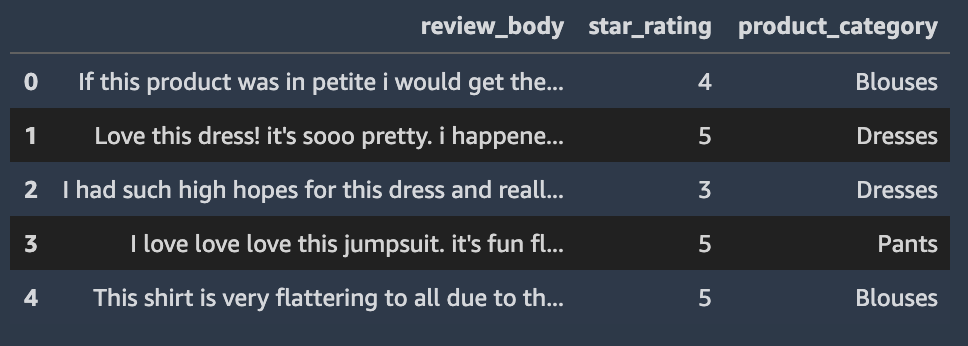 review_body star_rating product_category
0 If this product was in petite i would get the... 4 Blouses
1 Love this dress! it's sooo pretty. i happene... 5 Dresses
2 I had such high hopes for this dress and reall... 3 Dresses
3 I love love love this jumpsuit. it's fun fl... 5 Pants
4 This shirt is very flattering to all due to th... 5 Blouses